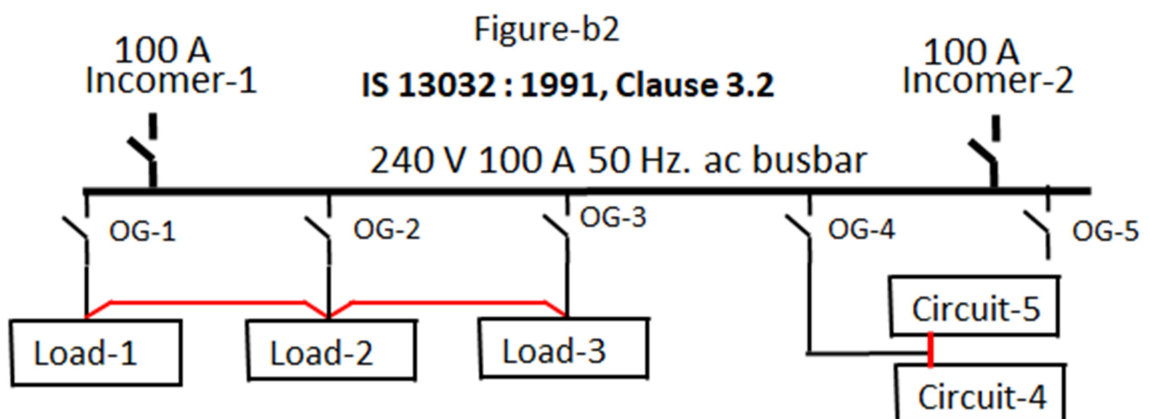 Figure-b2
100 A
Incomer-1
IS 13032 : 1991, Clause 3.2
100 A
Incomer-2
240 V 100 A 50 Hz. ac busbar
OG-1
OG-2
OG-3
OG-4
OG-5
Load-1
Load-2
Load-3
Circuit-5
Circuit-4